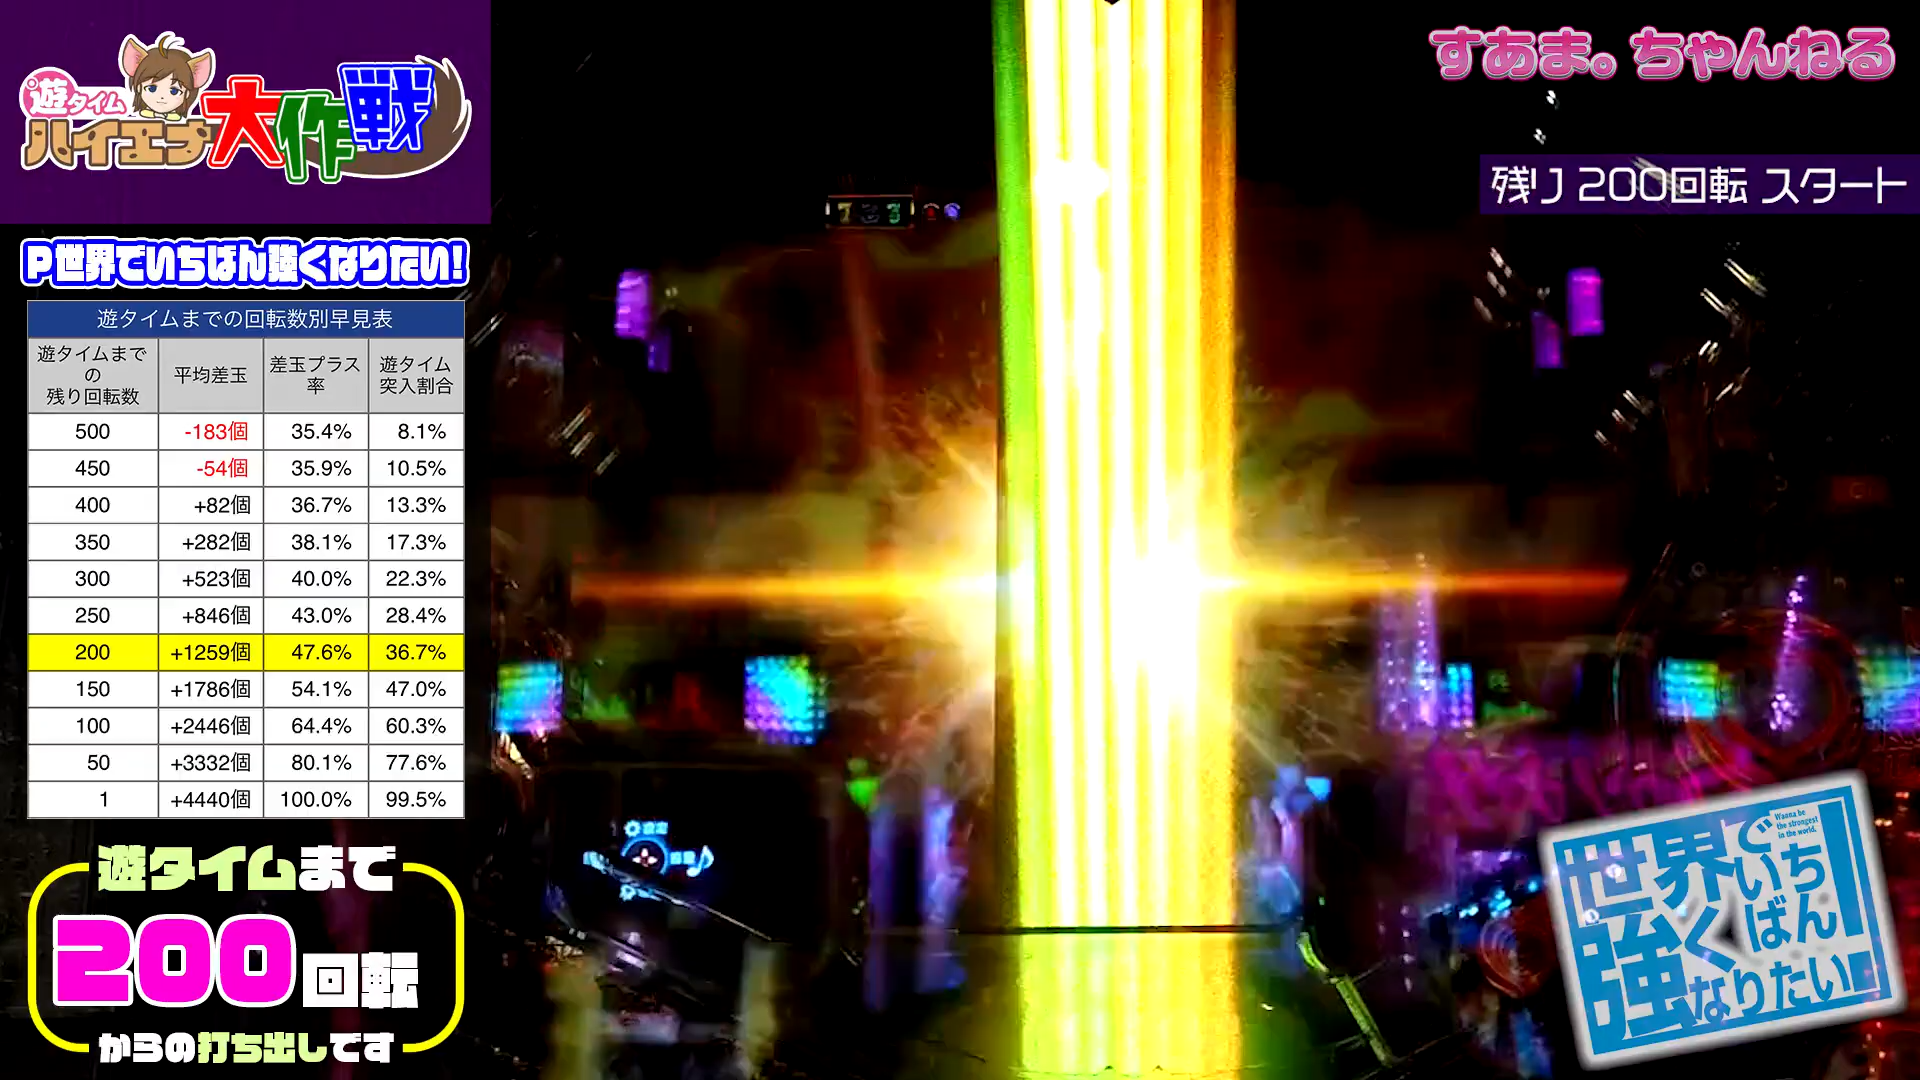 遊タイム
ハイエナ大作戦
P世界でいちばん強くなりたい!
遊タイムまでの回転数別早見表
遊タイムまでの残り回転数 平均差玉 差玉プラス率 遊タイム突入割合
500 -183個 35.4% 8.1%
450 -54個 35.9% 10.5%
400 +82個 36.7% 13.3%
350 +282個 38.1% 17.3%
300 +523個 40.0% 22.3%
250 +846個 43.0% 28.4%
200 +1259個 47.6% 36.7%
150 +1786個 54.1% 47.0%
100 +2446個 64.4% 60.3%
50 +3332個 80.1% 77.6%
1 +4440個 100.0% 99.5%
遊タイムまで
200回転
からの打ち出しです
すあま。ちゃんねる
残り 200回転 スタート
7 3
世界でいちばん
強くなりたい!
Wanna be
the strongest
in the world.